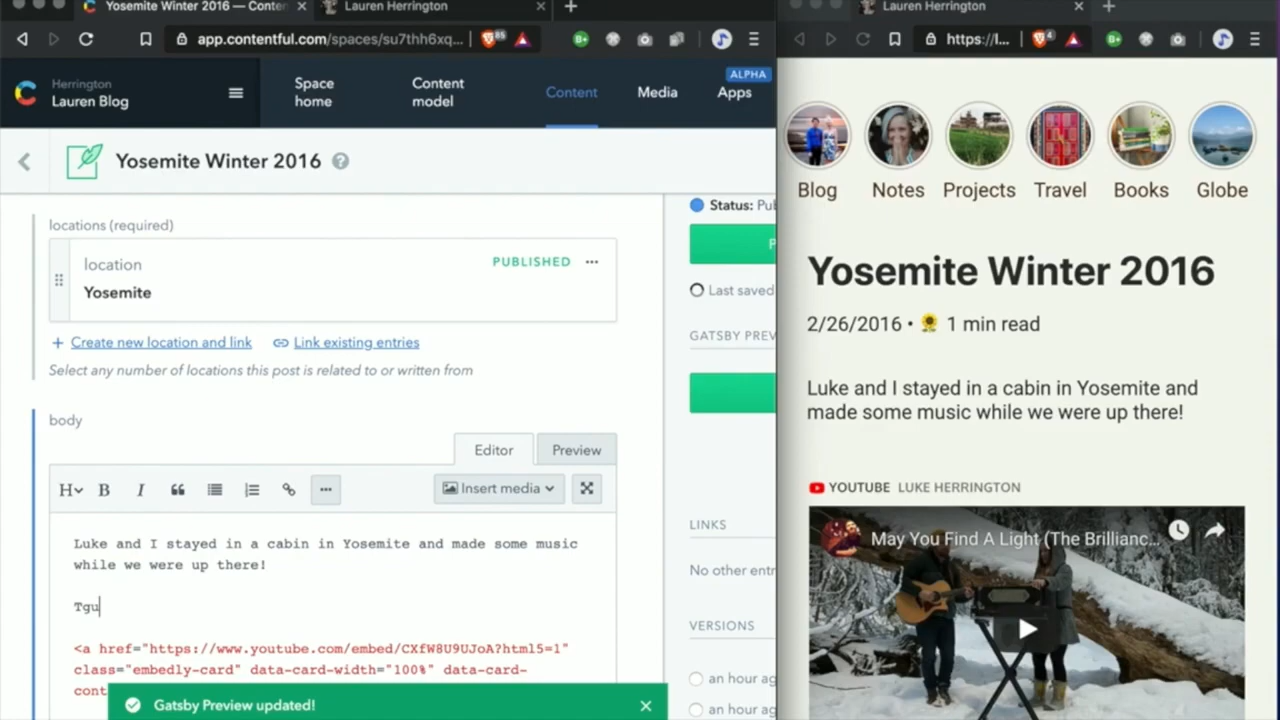 Yosemite Winter 2016 — Conten
Lauren Herrington
app.contentful.com/spaces/su7thh6xq...
85
Herrington
Lauren Blog
Space home
Content model
Content
Media
ALPHA
Apps
Yosemite Winter 2016
locations (required)
location
PUBLISHED
Yosemite
+ Create new location and link
Link existing entries
Select any number of locations this post is related to or written from
body
Editor
Preview
H
B
I
Insert media
Luke and I stayed in a cabin in Yosemite and made some music
while we were up there!
Tgu
<a href="https://www.youtube.com/embed/CXfW8U9UJoA?html5=1"
class="embedly-card" data-card-width="100%" data-card-
cont
Gatsby Preview updated!
Status: Pub
P
Last saved
GATSBY PREV
LINKS
No other entr
VERSIONS
an hour ag
an hour ag
Lauren Herrington
https://l...
4
Blog
Notes
Projects
Travel
Books
Globe
Yosemite Winter 2016
2/26/2016 • 🌻 1 min read
Luke and I stayed in a cabin in Yosemite and
made some music while we were up there!
YOUTUBE LUKE HERRINGTON
May You Find A Light (The Brillianc...